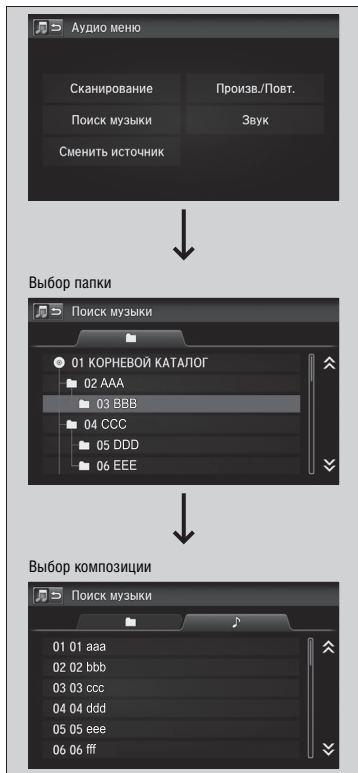 Аудио меню
Сканирование Произв./Повт.
Поиск музыки Звук
Сменить источник
Выбор папки
Поиск музыки
01 КОРНЕВОЙ КАТАЛОГ
02 AAA
03 BBB
04 CCC
05 DDD
06 EEE
Выбор композиции
Поиск музыки
01 01 aaa
02 02 bbb
03 03 ccc
04 04 ddd
05 05 eee
06 06 fff